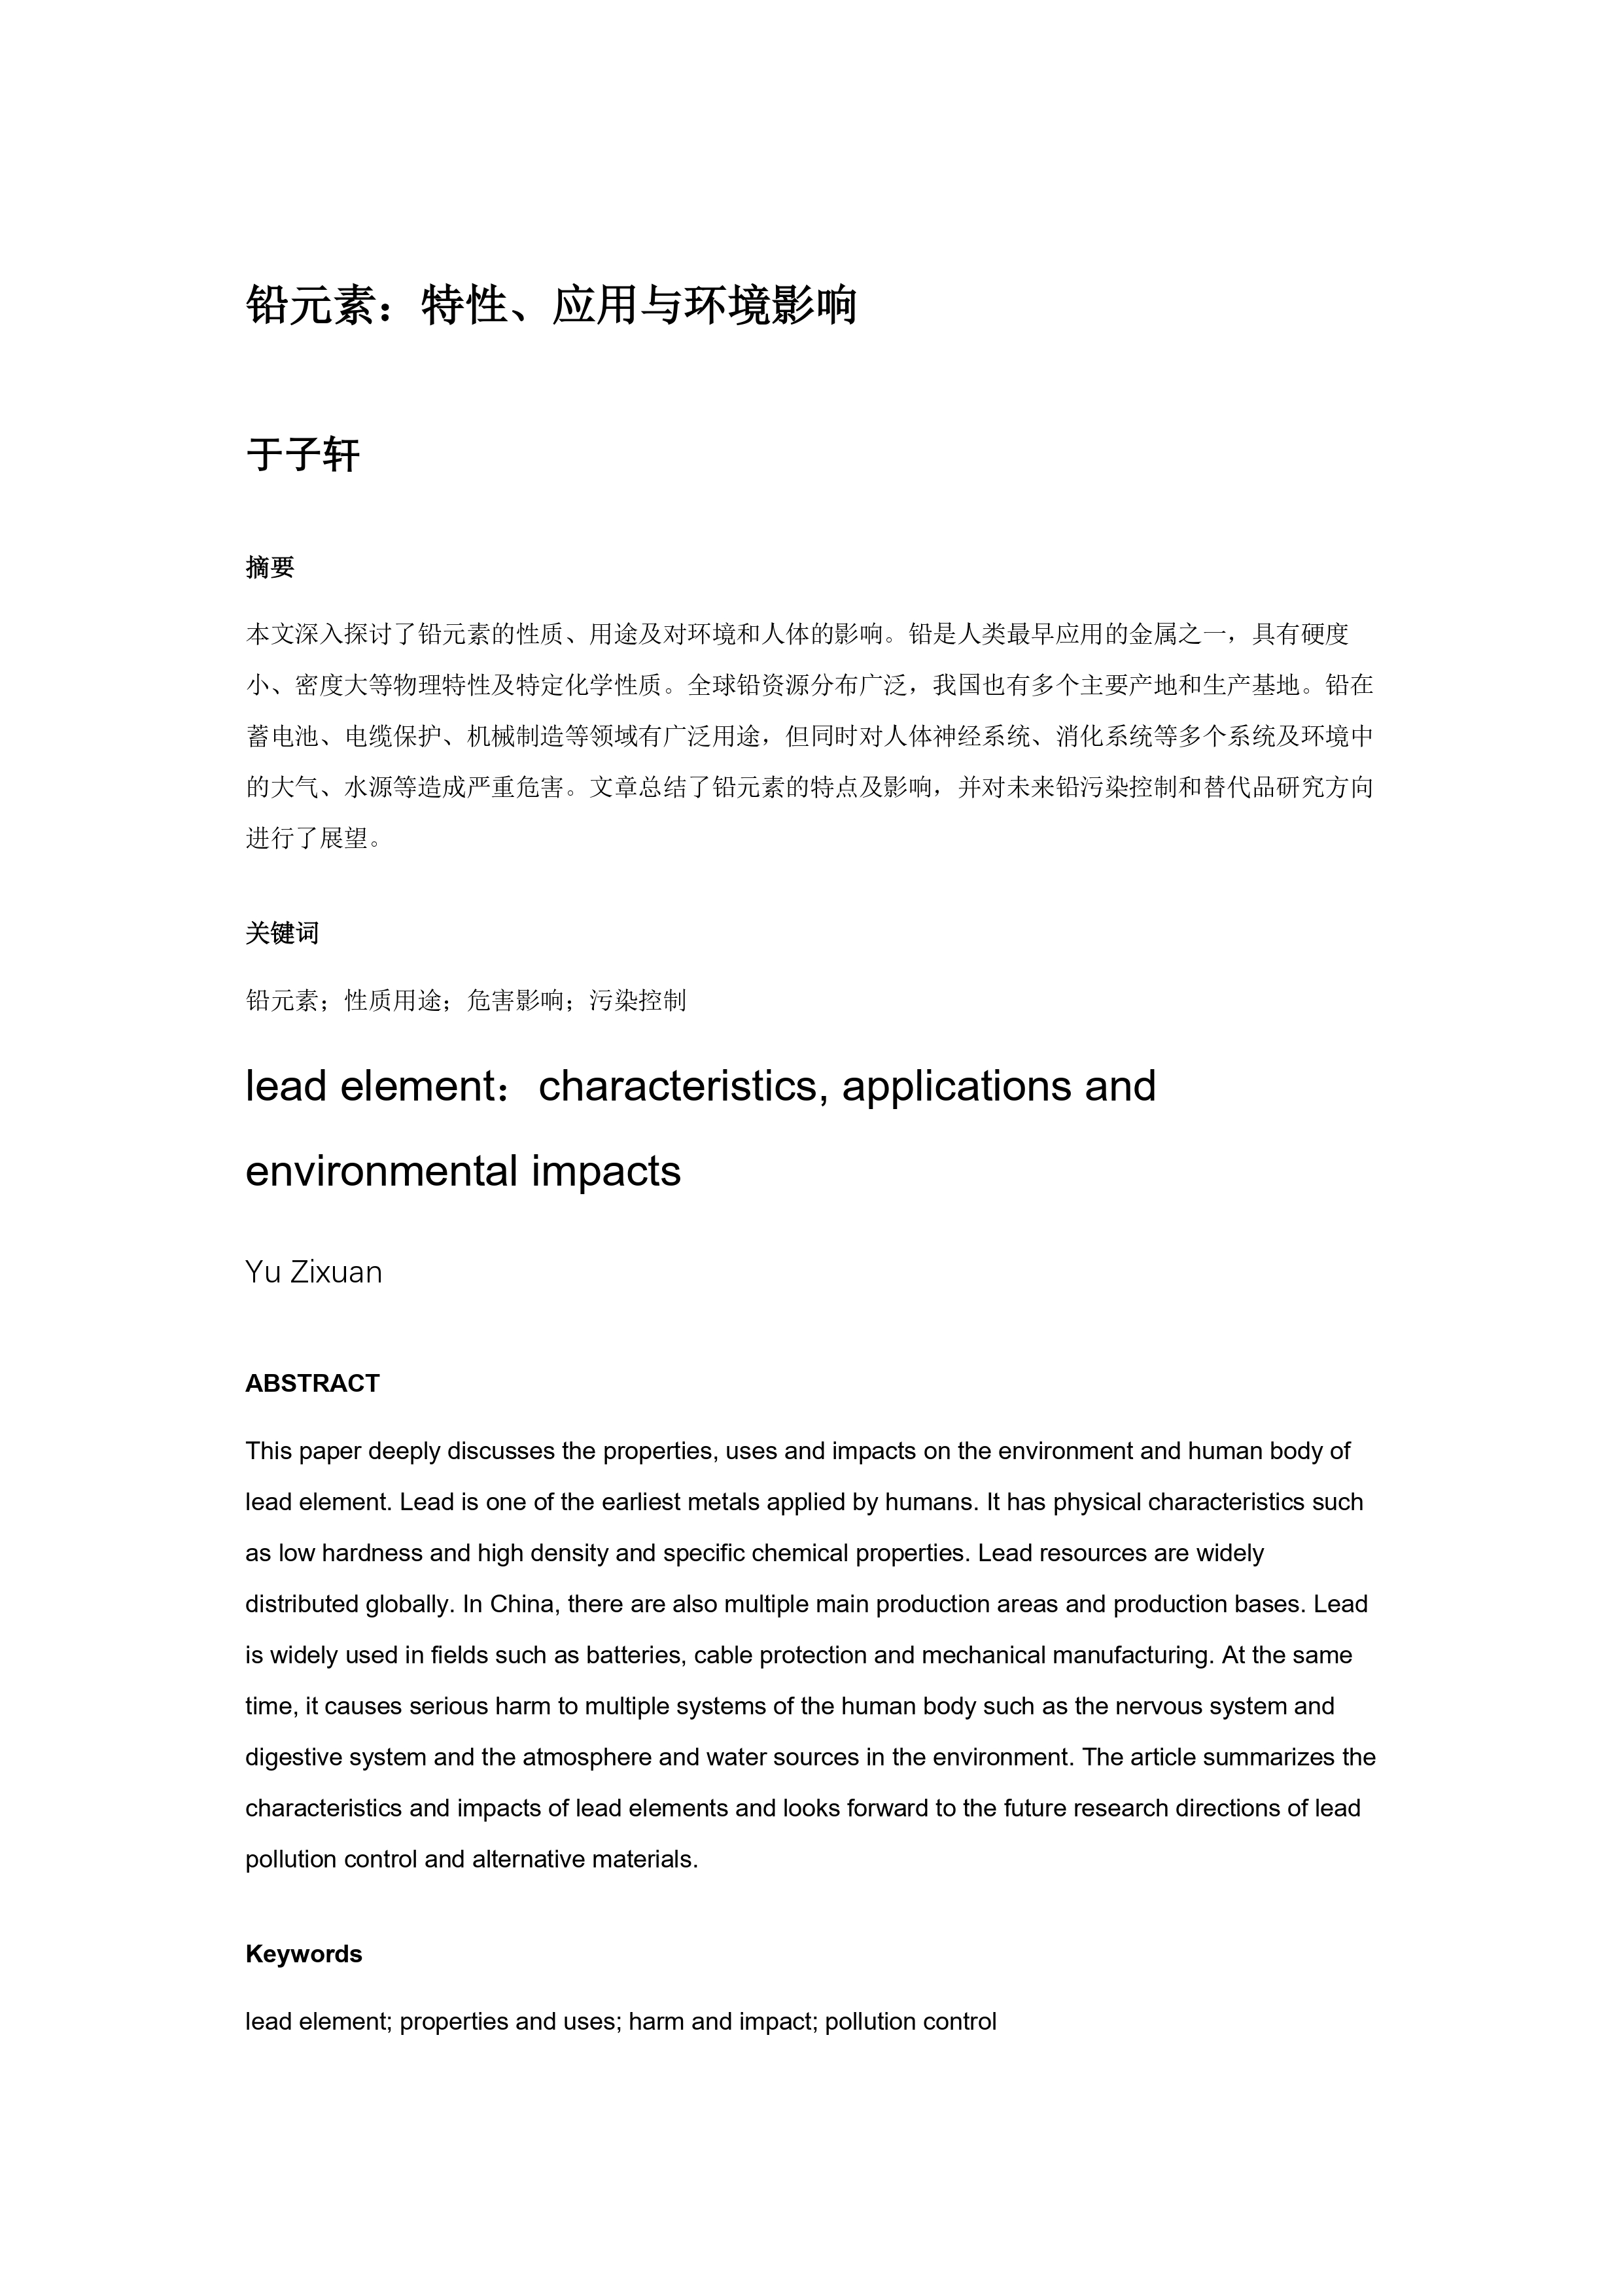 铅元素：特性、应用与环境影响
于子轩
摘要
本文深入探讨了铅元素的性质、用途及对环境和人体的影响。铅是人类最早应用的金属之一，具有硬度
小、密度大等物理特性及特定化学性质。全球铅资源分布广泛，我国也有多个主要产地和生产基地。铅在
蓄电池、电缆保护、机械制造等领域有广泛用途，但同时对人体神经系统、消化系统等多个系统及环境中
的大气、水源等造成严重危害。文章总结了铅元素的特点及影响，并对未来铅污染控制和替代品研究方向
进行了展望。
关键词
铅元素；性质用途；危害影响；污染控制
lead element：characteristics, applications and
environmental impacts
Yu Zixuan
ABSTRACT
This paper deeply discusses the properties, uses and impacts on the environment and human body of
lead element. Lead is one of the earliest metals applied by humans. It has physical characteristics such
as low hardness and high density and specific chemical properties. Lead resources are widely
distributed globally. In China, there are also multiple main production areas and production bases. Lead
is widely used in fields such as batteries, cable protection and mechanical manufacturing. At the same
time, it causes serious harm to multiple systems of the human body such as the nervous system and
digestive system and the atmosphere and water sources in the environment. The article summarizes the
characteristics and impacts of lead elements and looks forward to the future research directions of lead
pollution control and alternative materials.
Keywords
lead element; properties and uses; harm and impact; pollution control